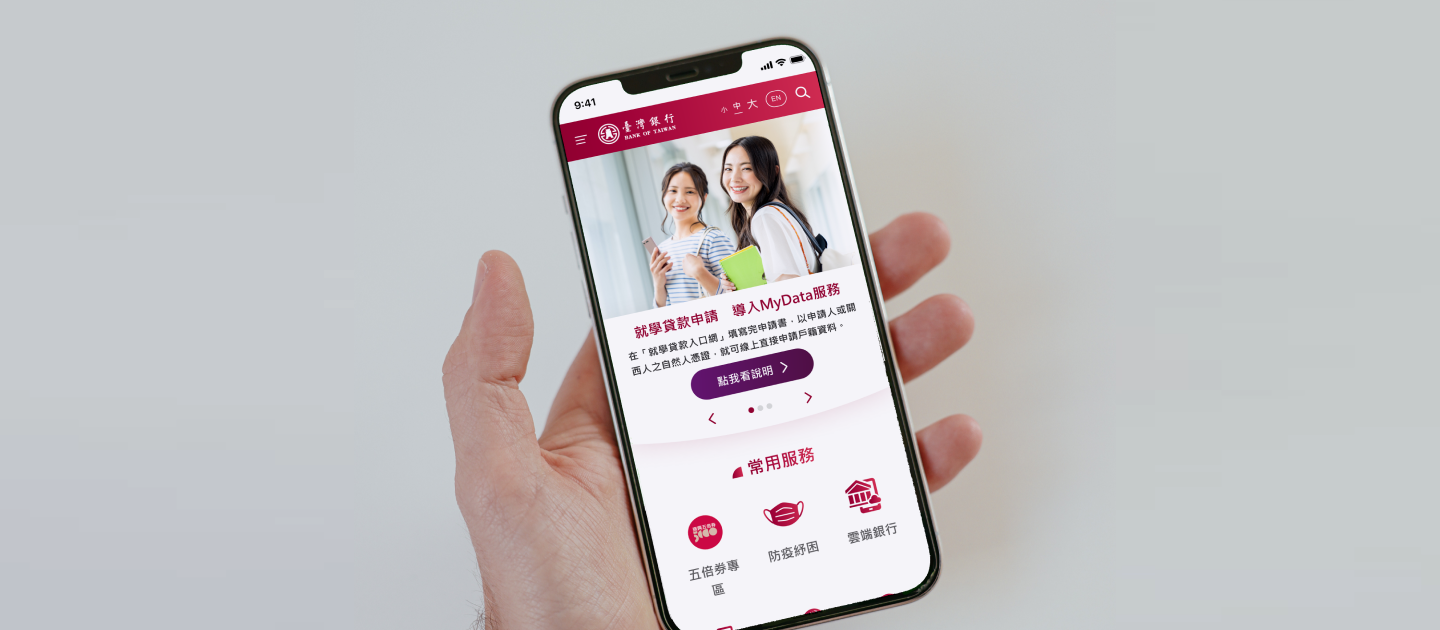 9:41
臺灣銀行
BANK OF TAIWAN
小 中 大 EN
就學貸款申請 導入MyData服務
在「就學貸款入口網」填寫完申請書，以申請人或關
西人之自然人憑證，就可線上直接申請戶籍資料。
點我看說明
常用服務
五倍券專
區
防疫紓困
雲端銀行